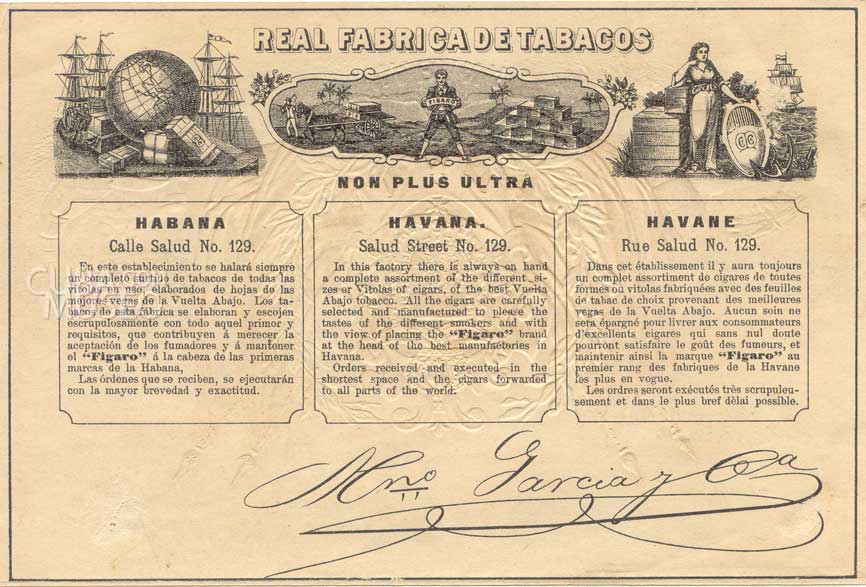 REAL FABRICA DE TABACOS
FIGARO
NON PLUS ULTRA
HABANA
Calle Salud No. 129.
En este establecimiento se halará siempre
un completo surtido de tabacos de todas las
vitolas en uso, elaborados de hojas de las
mejores vegas de la Vuelta Abajo. Los ta-
bacos de esta fábrica se elaboran y escojen
escrupulosamente con todo aquel primor y
requisitos, que contribuyen á merecer la
aceptación de los fumadores y á mantener
el "Figaro" á la cabeza de las primeras
marcas de la Habana,
Las órdenes que se reciben, se ejecutarán
con la mayor brevedad y exactitud.
HAVANA.
Salud Street No. 129.
In this factory there is always on hand
a complete assortment of the different si-
zes or Vitolas of cigars, of the best Vuelta
Abajo tobacco. All the cigars are carefully
selected and manufactured to please the
tastes of the different smokers and with
the view of placing the "Figaro" brand
at the head of the best manufactories in
Havana.
Orders received and executed in the
shortest space and the cigars forwarded
to all parts of the world.
HAVANE
Rue Salud No. 129.
Dans cet établissement il y aura toujours
un complet assortiment de cigares de toutes
formes ou vitolas fabriquées avec des feuilles
de tabac de choix provenant des meilleures
vegas de la Vuelta Abajo. Aucun soin ne
sera épargné pour livrer aux consommateurs
d'excellents cigares qui sans nul doute
pourront satisfaire le goût des fumeurs, et
maintenir ainsi la marque "Figaro" au
premier rang des fabriques de la Havane
les plus en vogue.
Les ordres seront exécutés très scrupuleu-
sement et dans le plus bref dèlai possible.
Mno Garcia y Ca